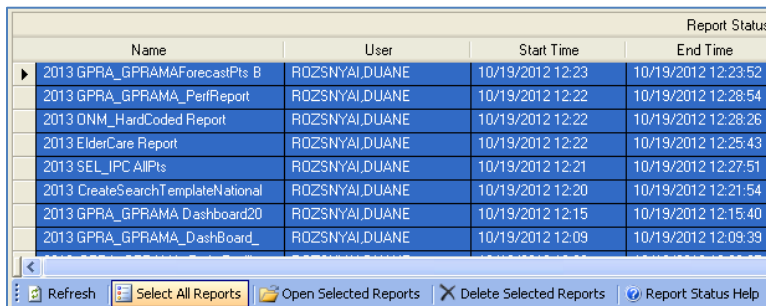 Report Status
Name User Start Time End Time
2013 GPRA_GPRAMAForecastPts B ROZSNYAI,DUANE 10/19/2012 12:23 10/19/2012 12:23:52
2013 GPRA_GPRAMA_PerfReport ROZSNYAI,DUANE 10/19/2012 12:22 10/19/2012 12:28:54
2013 ONM_HardCoded Report ROZSNYAI,DUANE 10/19/2012 12:22 10/19/2012 12:28:26
2013 ElderCare Report ROZSNYAI,DUANE 10/19/2012 12:22 10/19/2012 12:25:43
2013 SEL_IPC AllPts ROZSNYAI,DUANE 10/19/2012 12:21 10/19/2012 12:27:51
2013 CreateSearchTemplateNational ROZSNYAI,DUANE 10/19/2012 12:20 10/19/2012 12:21:54
2013 GPRA_GPRAMA Dashboard20 ROZSNYAI,DUANE 10/19/2012 12:15 10/19/2012 12:15:40
2013 GPRA_GPRAMA_DashBoard_ ROZSNYAI,DUANE 10/19/2012 12:09 10/19/2012 12:09:39
Refresh Select All Reports Open Selected Reports Delete Selected Reports Report Status Help